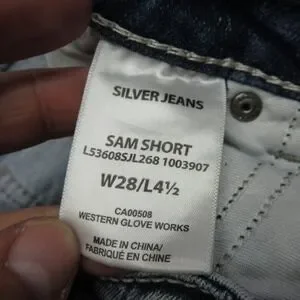 SILVER JEANS
SAM SHORT
L53608SJL268 1003907
W28/L4½
CA00508
WESTERN GLOVE WORKS
MADE IN CHINA/
FABRIQUÉ EN CHINE